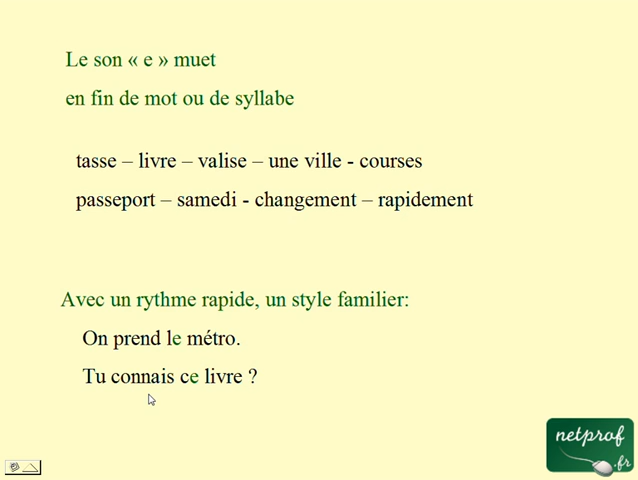 Le son « e » muet
en fin de mot ou de syllabe
tasse – livre – valise – une ville - courses
passeport – samedi - changement – rapidement
Avec un rythme rapide, un style familier:
On prend le métro.
Tu connais ce livre ?
netprof
.fr